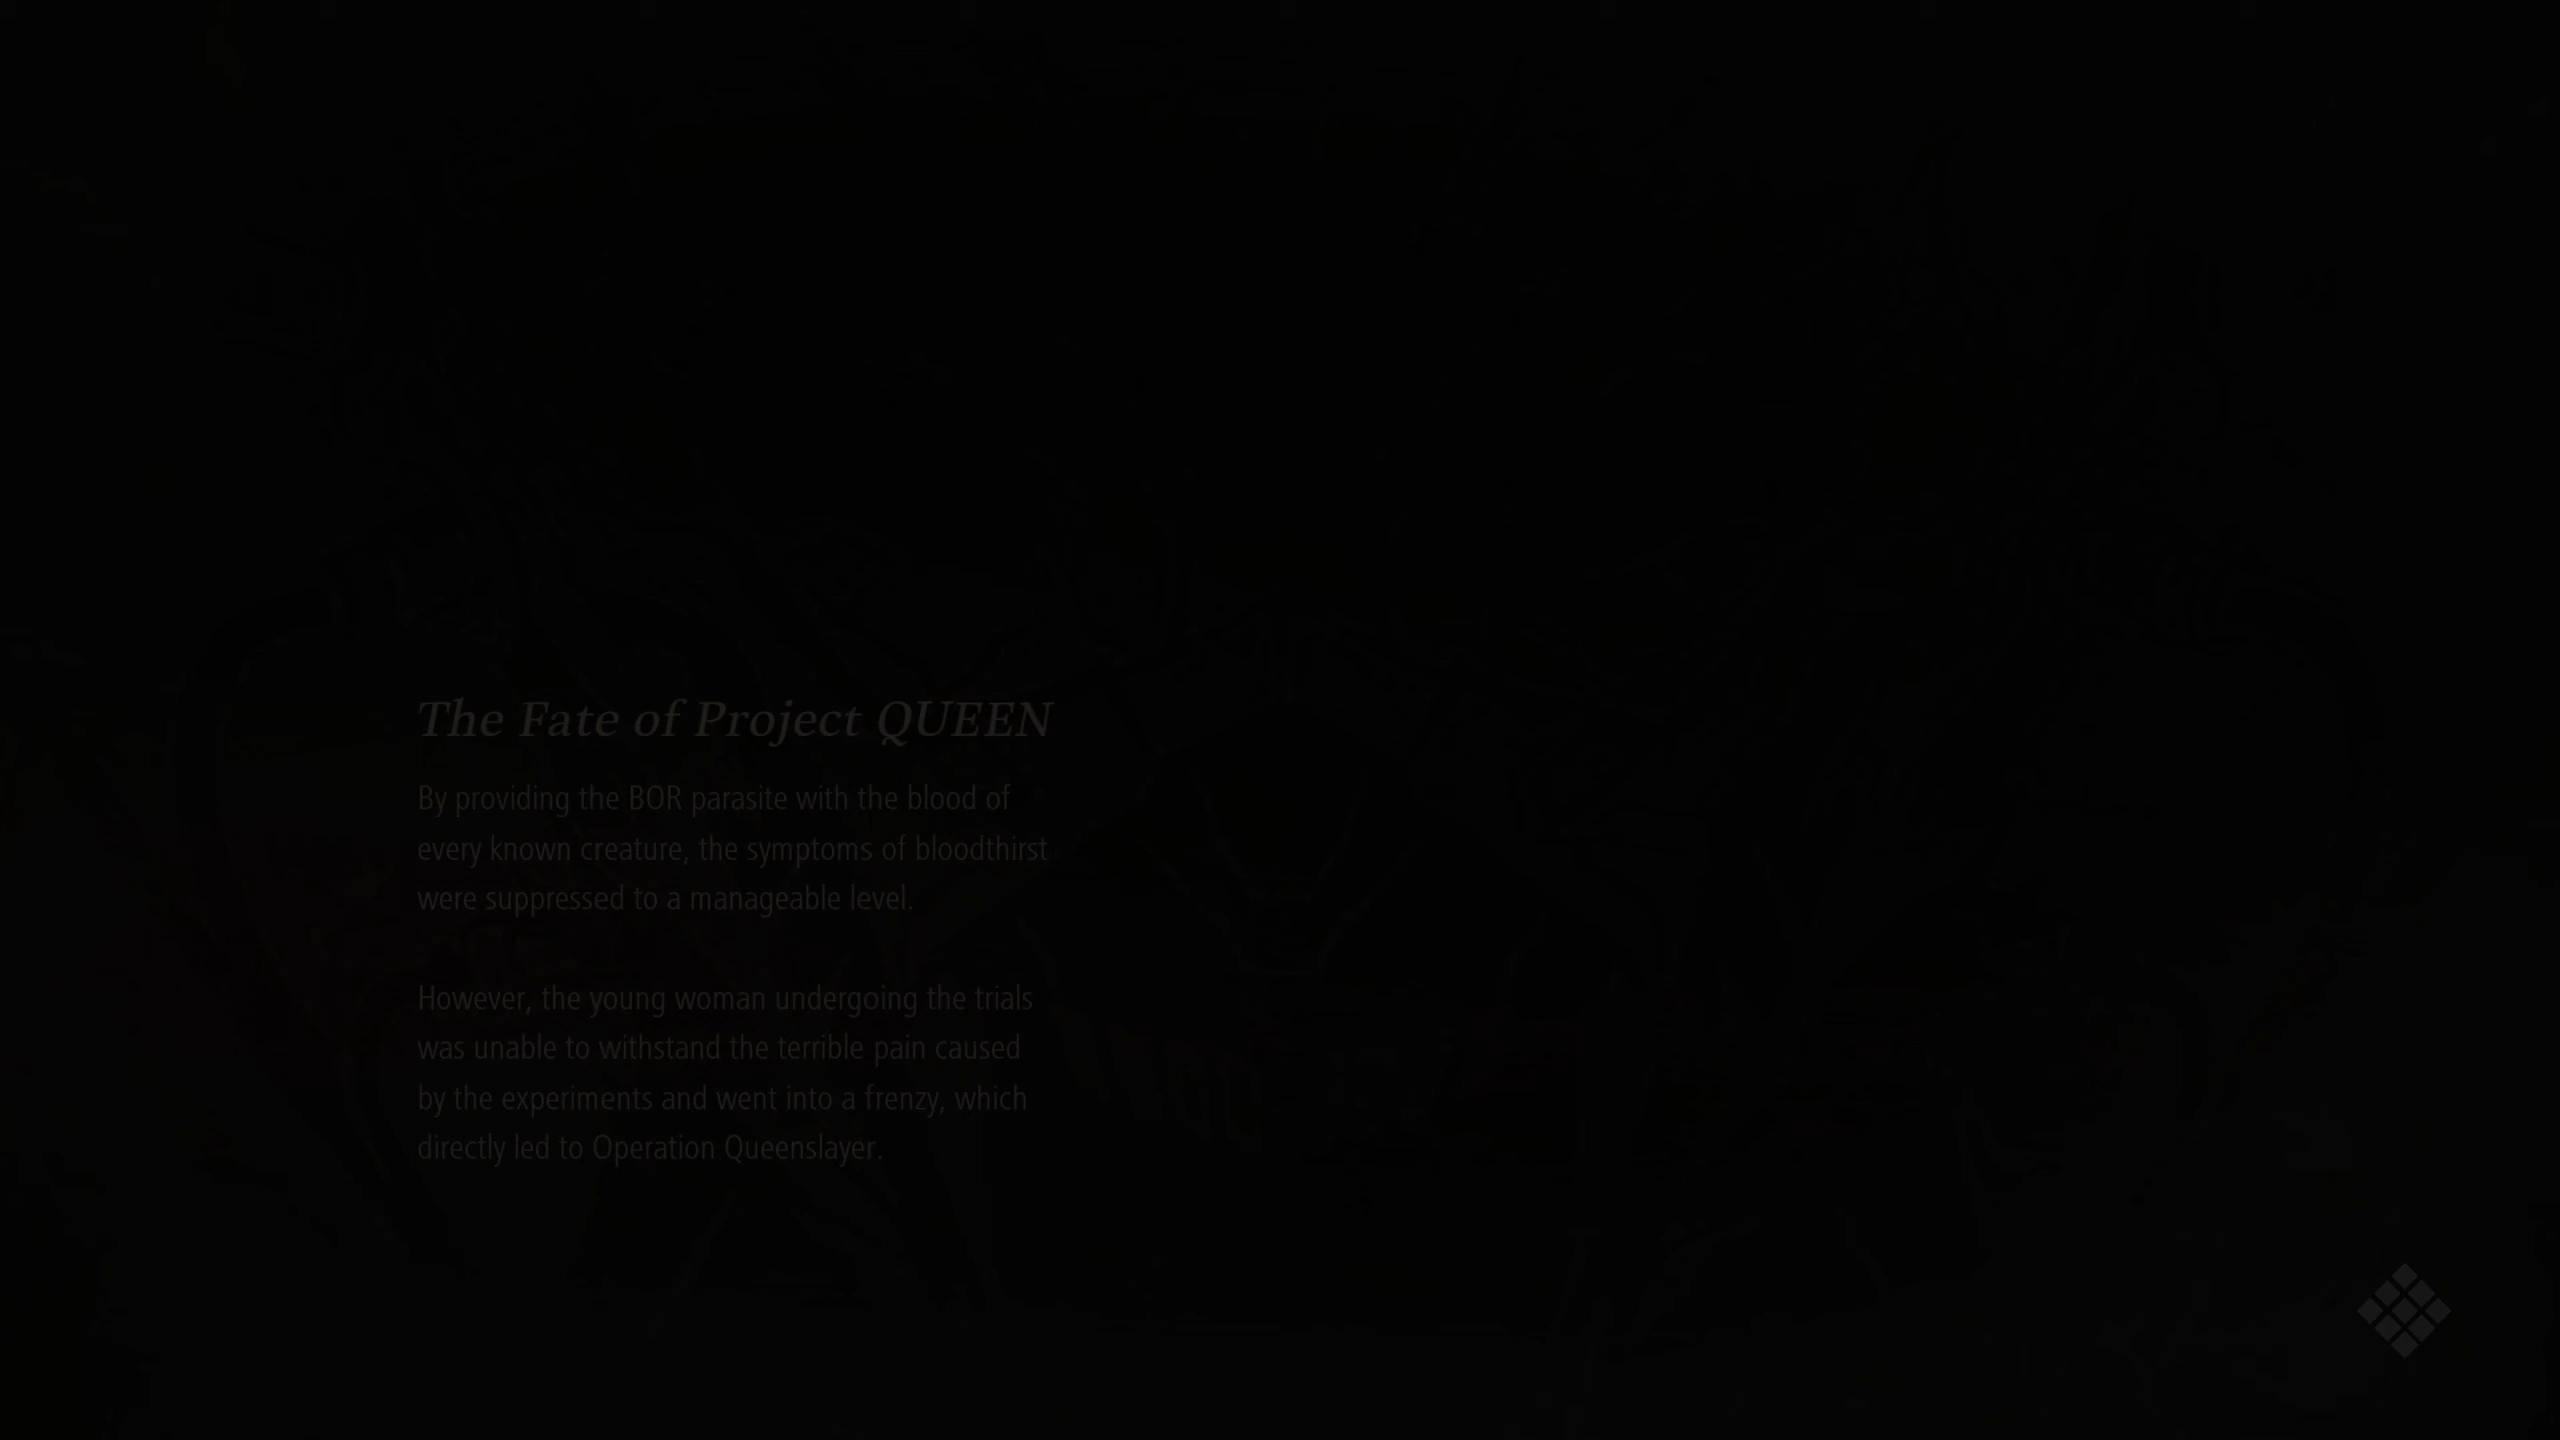 The Fate of Project QUEEN
By providing the BOR parasite with the blood of
every known creature, the symptoms of bloodthirst
were suppressed to a manageable level.
However, the young woman undergoing the trials
was unable to withstand the terrible pain caused
by the experiments and went into a frenzy, which
directly led to Operation Queenslayer.